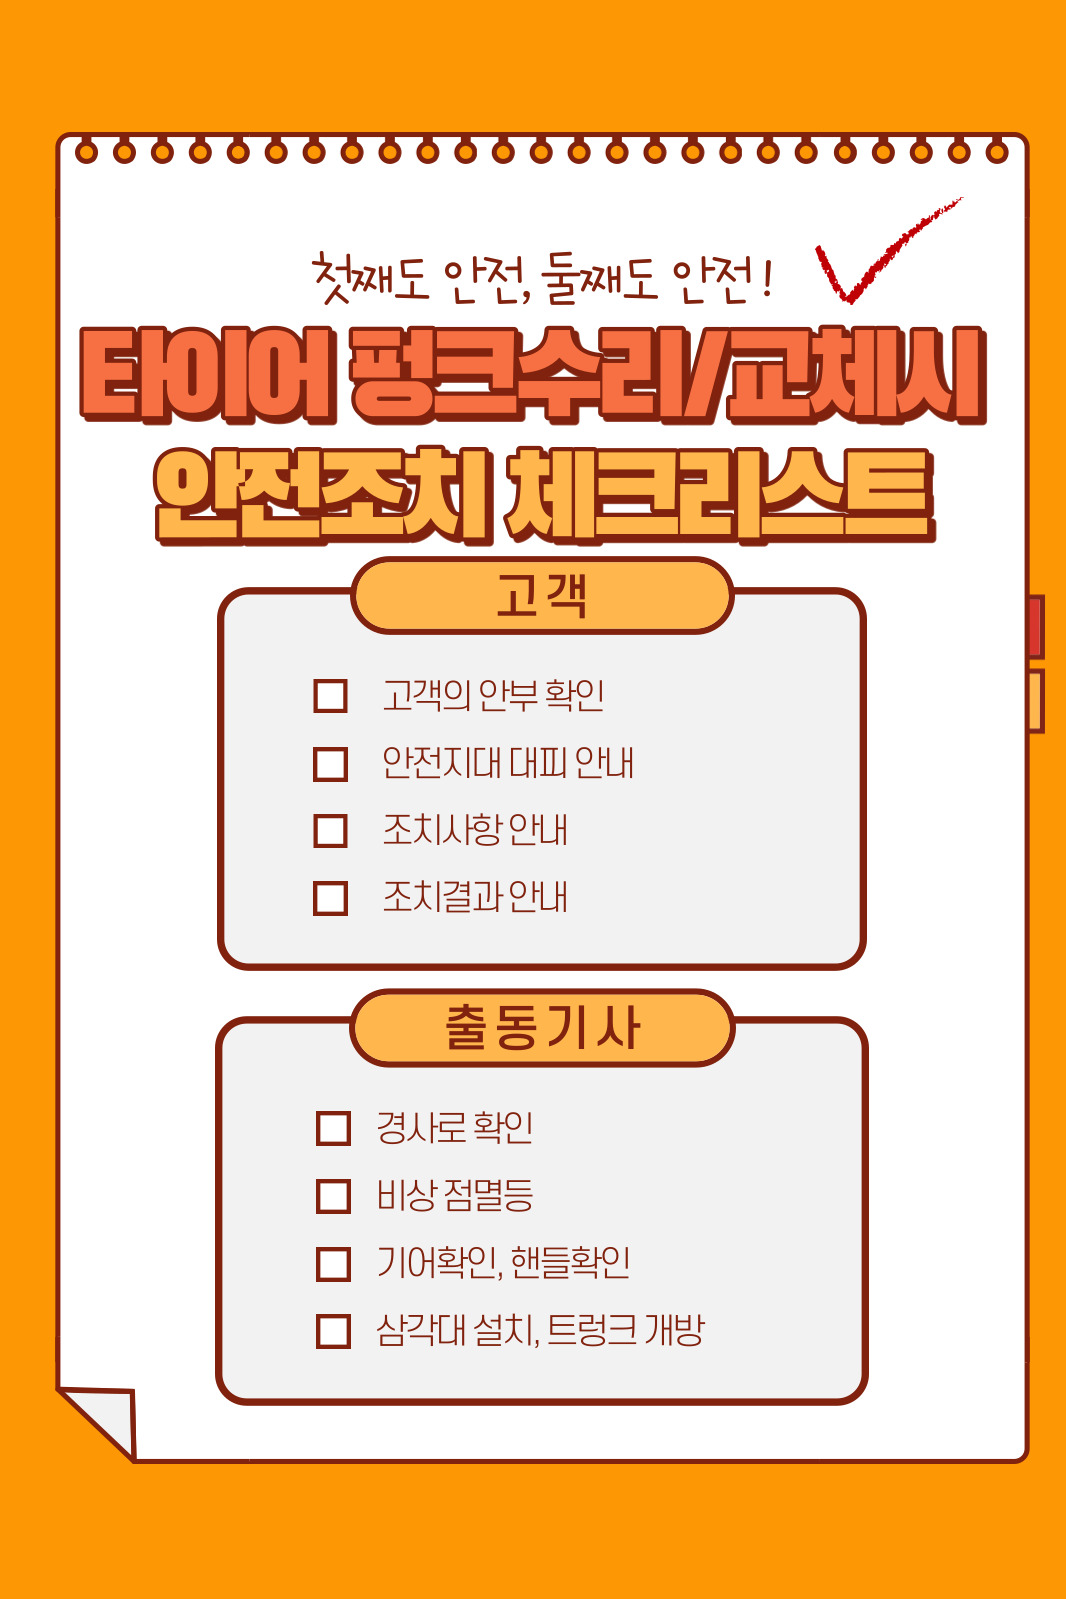 첫째도 안전, 둘째도 안전!
타이어 펑크수리/교체시
안전조치 체크리스트
고객
고객의 안부 확인
안전지대 대피 안내
조치사항 안내
조치결과 안내
출동기사
경사로 확인
비상 점멸등
기어확인, 핸들확인
삼각대 설치, 트렁크 개방